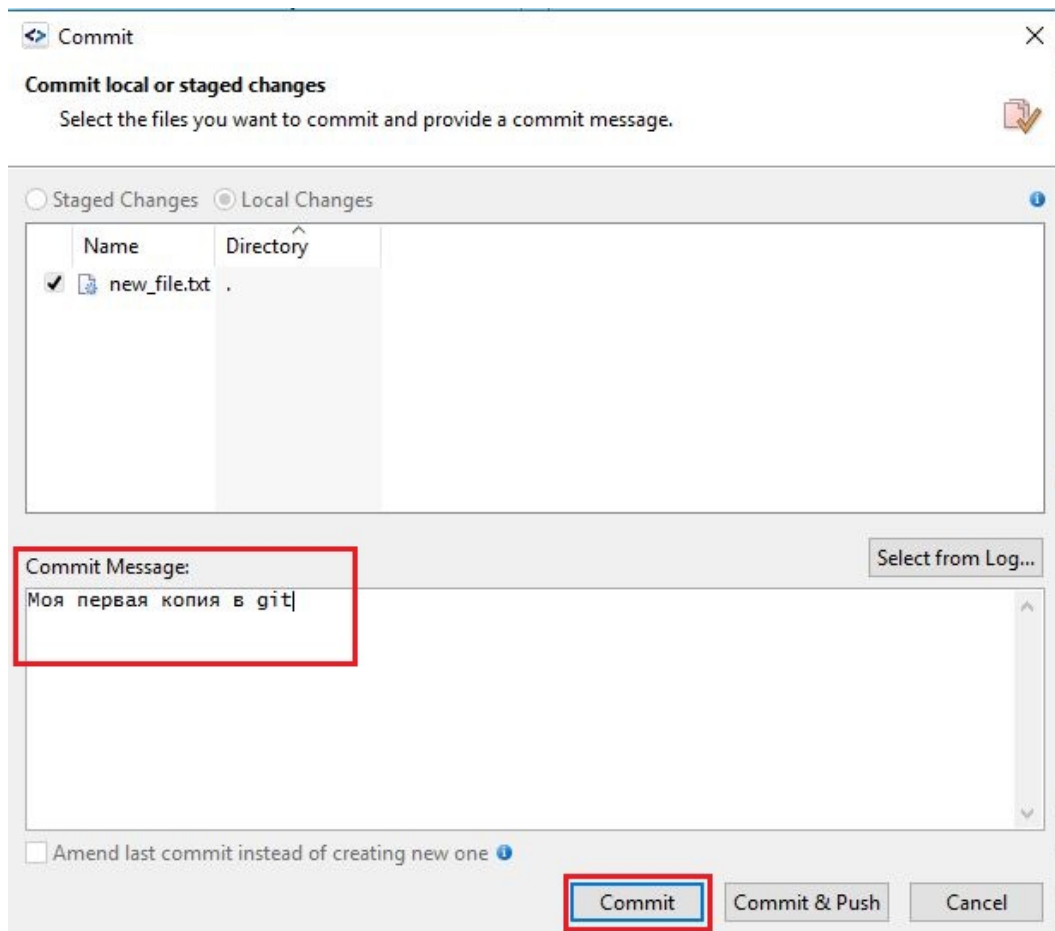 Commit
Commit local or staged changes
Select the files you want to commit and provide a commit message.
Staged Changes Local Changes
Name Directory
new_file.txt .
Select from Log...
Commit Message:
Моя первая копия в git
Amend last commit instead of creating new one
Commit Commit & Push Cancel